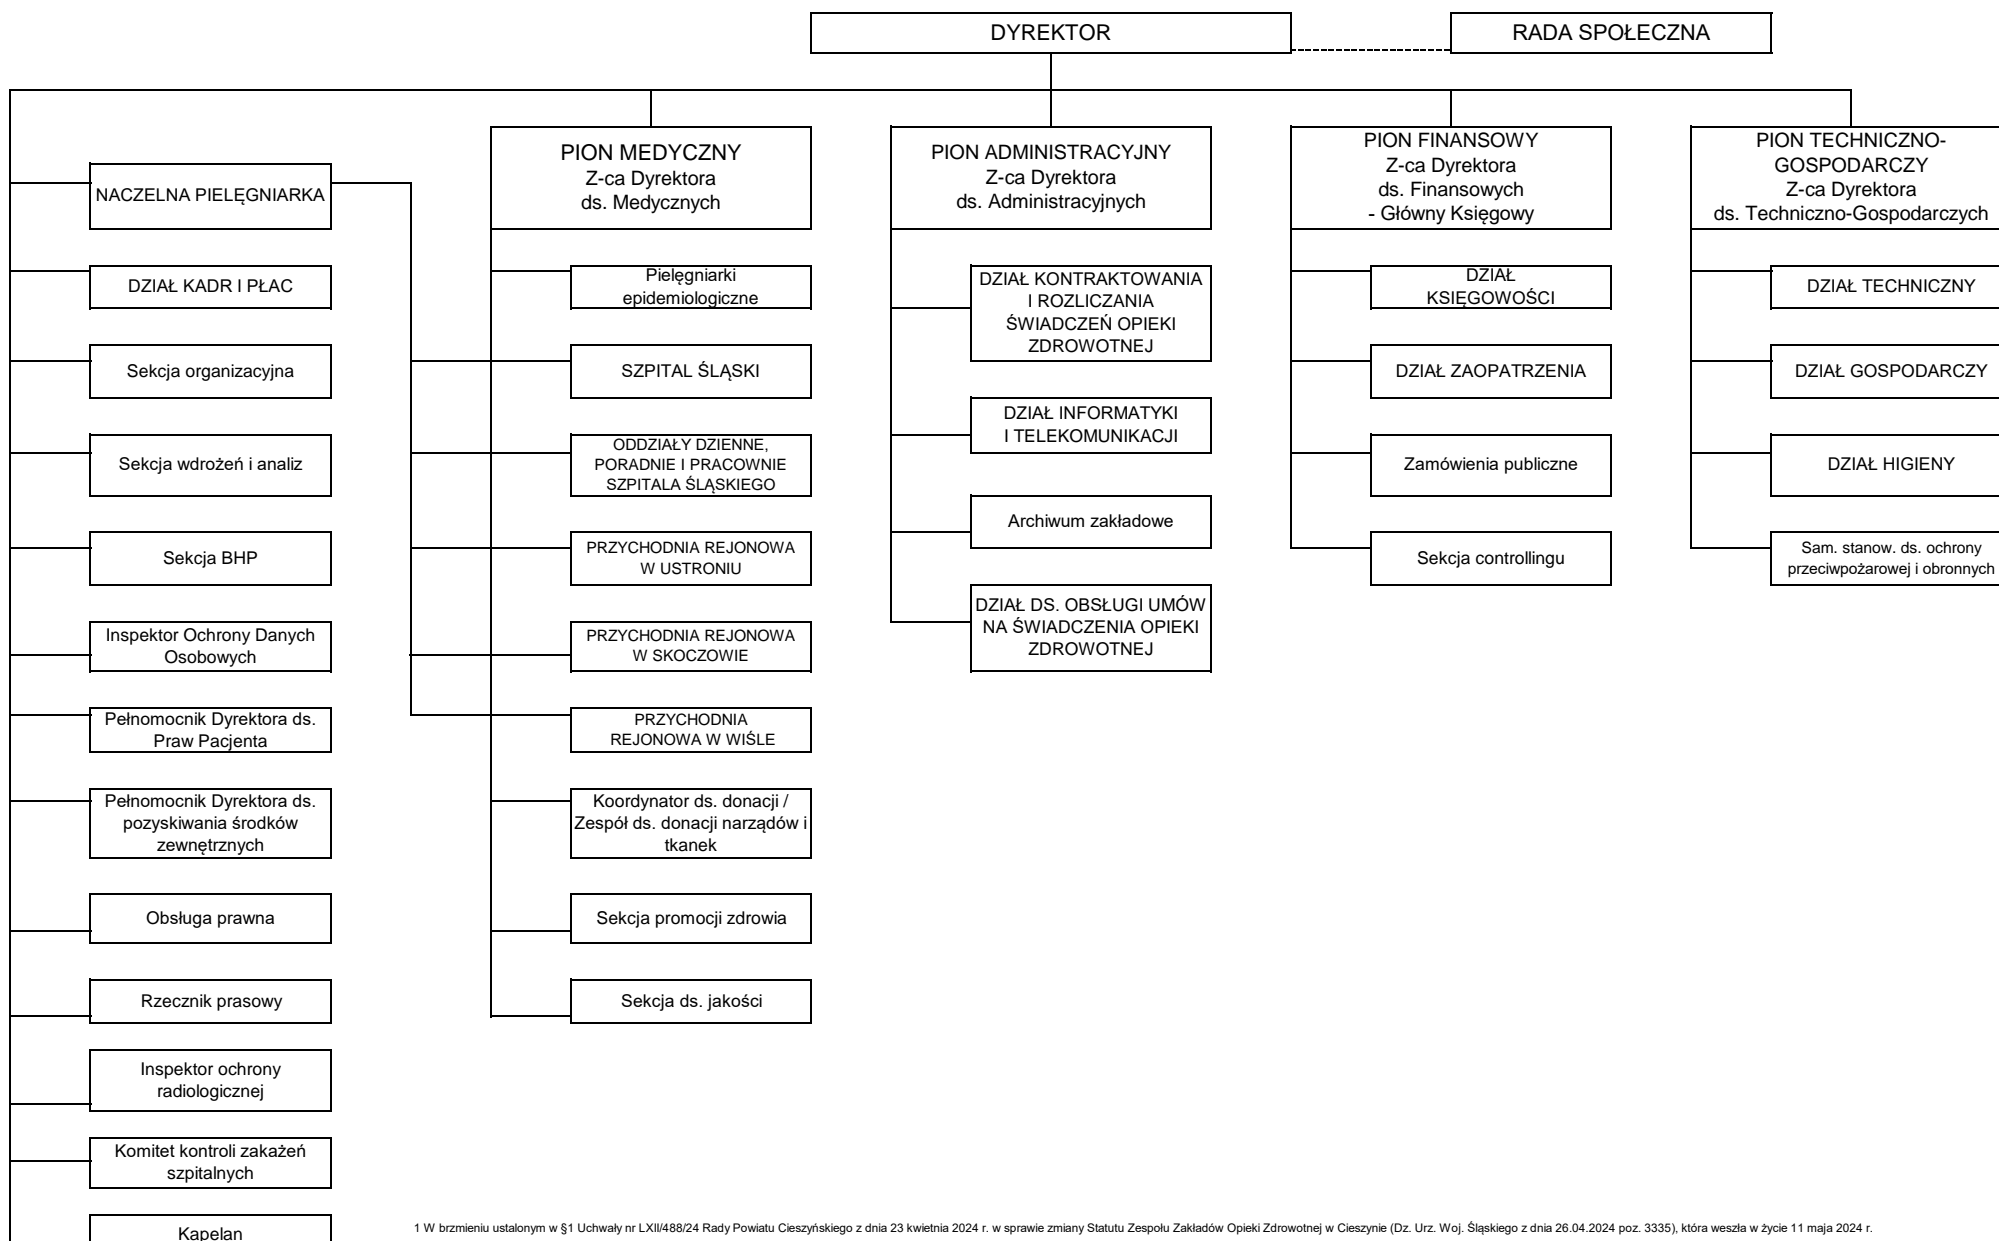 DYREKTOR
RADA SPOŁECZNA
NACZELNA PIELĘGNIARKA
DZIAŁ KADR I PŁAC
Sekcja organizacyjna
Sekcja wdrożeń i analiz
Sekcja BHP
Inspektor Ochrony Danych
Osobowych
Pełnomocnik Dyrektora ds.
Praw Pacjenta
Pełnomocnik Dyrektora ds.
pozyskiwania środków
zewnętrznych
Obsługa prawna
Rzecznik prasowy
Inspektor ochrony
radiologicznej
Komitet kontroli zakażeń
szpitalnych
Kapelan
PION MEDYCZNY
Z-ca Dyrektora
ds. Medycznych
Pielęgniarki
epidemiologiczne
SZPITAL ŚLĄSKI
ODDZIAŁY DZIENNE,
PORADNIE I PRACOWNIE
SZPITALA ŚLĄSKIEGO
PRZYCHODNIA REJONOWA
W USTRONIU
PRZYCHODNIA REJONOWA
W SKOCZOWIE
PRZYCHODNIA
REJONOWA W WIŚLE
Koordynator ds. donacji /
Zespół ds. donacji narządów i
tkanek
Sekcja promocji zdrowia
Sekcja ds. jakości
PION ADMINISTRACYJNY
Z-ca Dyrektora
ds. Administracyjnych
DZIAŁ KONTRAKTOWANIA
I ROZLICZANIA
ŚWIADCZEŃ OPIEKI
ZDROWOTNEJ
DZIAŁ INFORMATYKI
I TELEKOMUNIKACJI
Archiwum zakładowe
DZIAŁ DS. OBSŁUGI UMÓW
NA ŚWIADCZENIA OPIEKI
ZDROWOTNEJ
PION FINANSOWY
Z-ca Dyrektora
ds. Finansowych
- Główny Księgowy
DZIAŁ
KSIĘGOWOŚCI
DZIAŁ ZAOPATRZENIA
Zamówienia publiczne
Sekcja controllingu
PION TECHNICZNO-
GOSPODARCZY
Z-ca Dyrektora
ds. Techniczno-Gospodarczych
DZIAŁ TECHNICZNY
DZIAŁ GOSPODARCZY
DZIAŁ HIGIENY
Sam. stanow. ds. ochrony
przeciwpożarowej i obronnych
1 W brzmieniu ustalonym w §1 Uchwały nr LXII/488/24 Rady Powiatu Cieszyńskiego z dnia 23 kwietnia 2024 r. w sprawie zmiany Statutu Zespołu Zakładów Opieki Zdrowotnej w Cieszynie (Dz. Urz. Woj. Śląskiego z dnia 26.04.2024 poz. 3335), która weszła w życie 11 maja 2024 r.